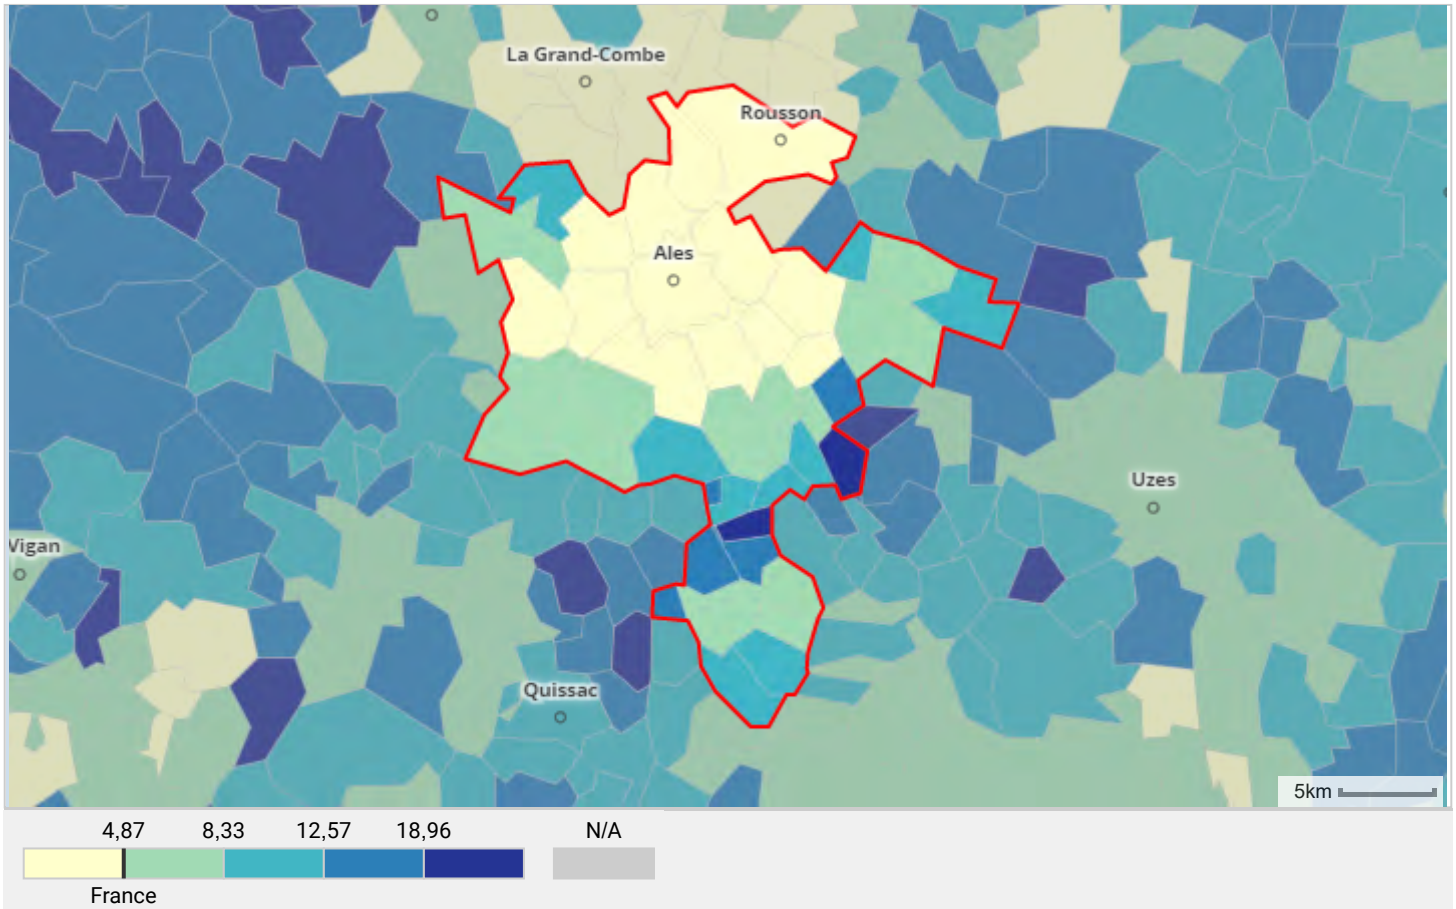 La Grand-Combe
Rousson
Ales
Uzes
Vigan
Quissac
5km
4,87 8,33 12,57 18,96 N/A
France